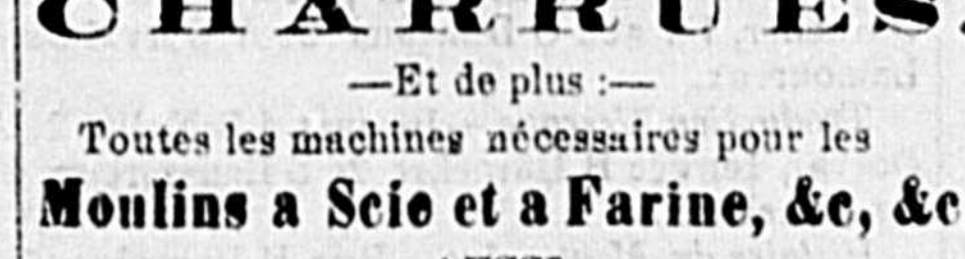 CHARRUES.
—Et de plus :—
Toutes les machines nécessaires pour les
Moulins a Scie et a Farine, &c, &c